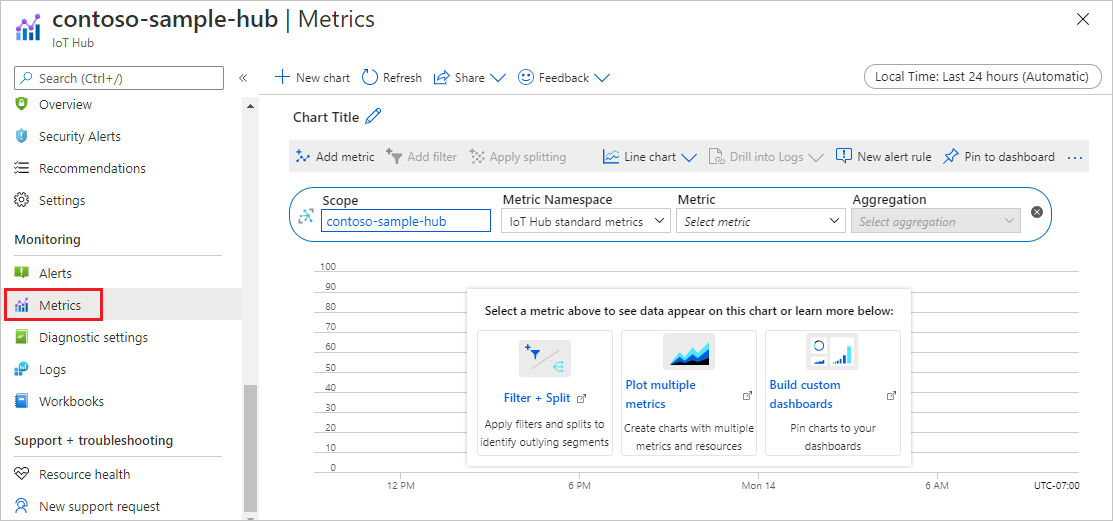 contoso-sample-hub | Metrics
IoT Hub
Search (Ctrl+/)
«
Overview
Security Alerts
Recommendations
Settings
Monitoring
Alerts
Metrics
Diagnostic settings
Logs
Workbooks
Support + troubleshooting
Resource health
New support request
New chart
Refresh
Share
Feedback
Local Time: Last 24 hours (Automatic)
Chart Title
Add metric
Add filter
Apply splitting
Line chart
Drill into Logs
New alert rule
Pin to dashboard
...
Scope
contoso-sample-hub
Metric Namespace
IoT Hub standard metrics
Metric
Select metric
Aggregation
Select aggregation
100
90
80
70
60
50
40
30
20
10
0
Select a metric above to see data appear on this chart or learn more below:
Filter + Split
Apply filters and splits to
identify outlying segments
Plot multiple
metrics
Create charts with multiple
metrics and resources
Build custom
dashboards
Pin charts to your
dashboards
12 PM
6 PM
Mon 14
6 AM
UTC-07:00